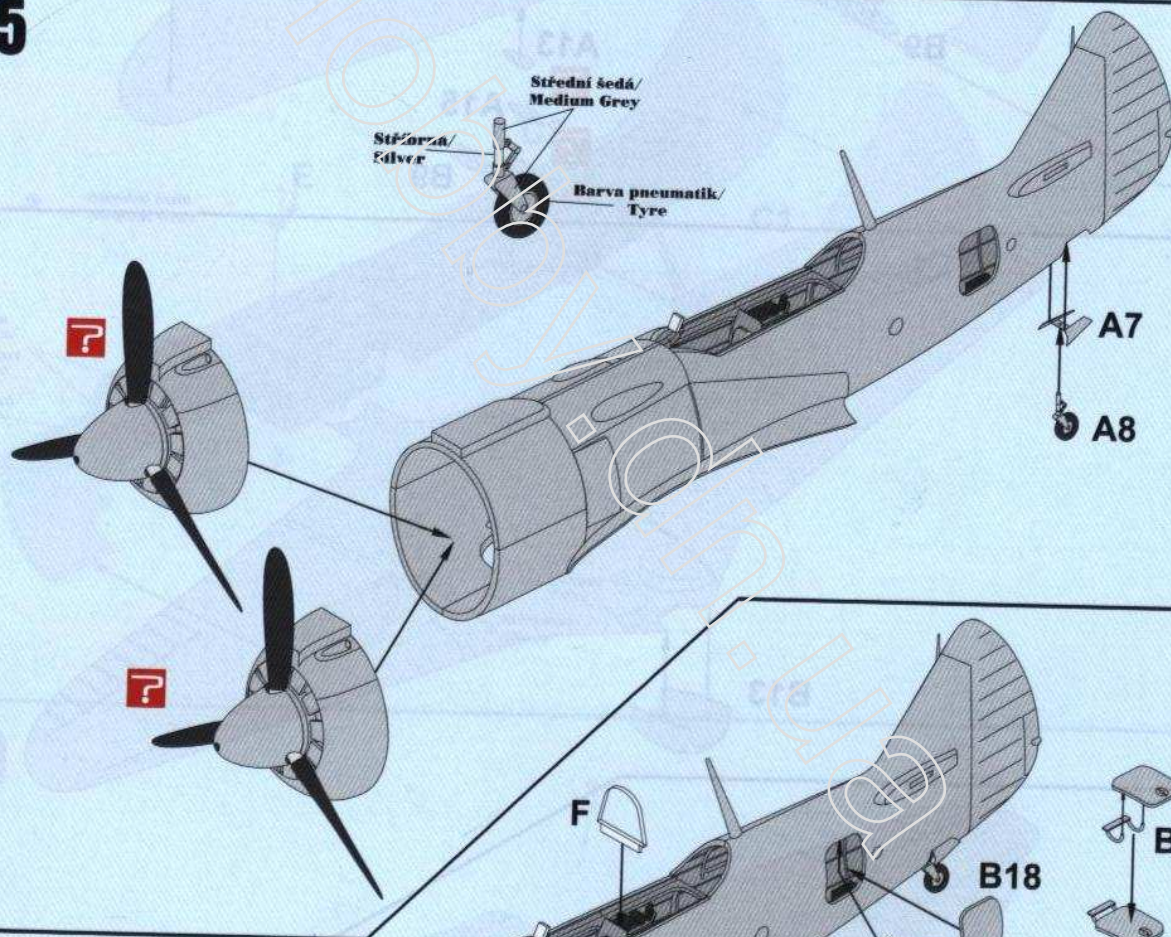 5
Střední šedá/
Medium Grey
Stříbrná/
Silver
Barva pneumatik/
Tyre
?
A7
A8
?
F
B18
B